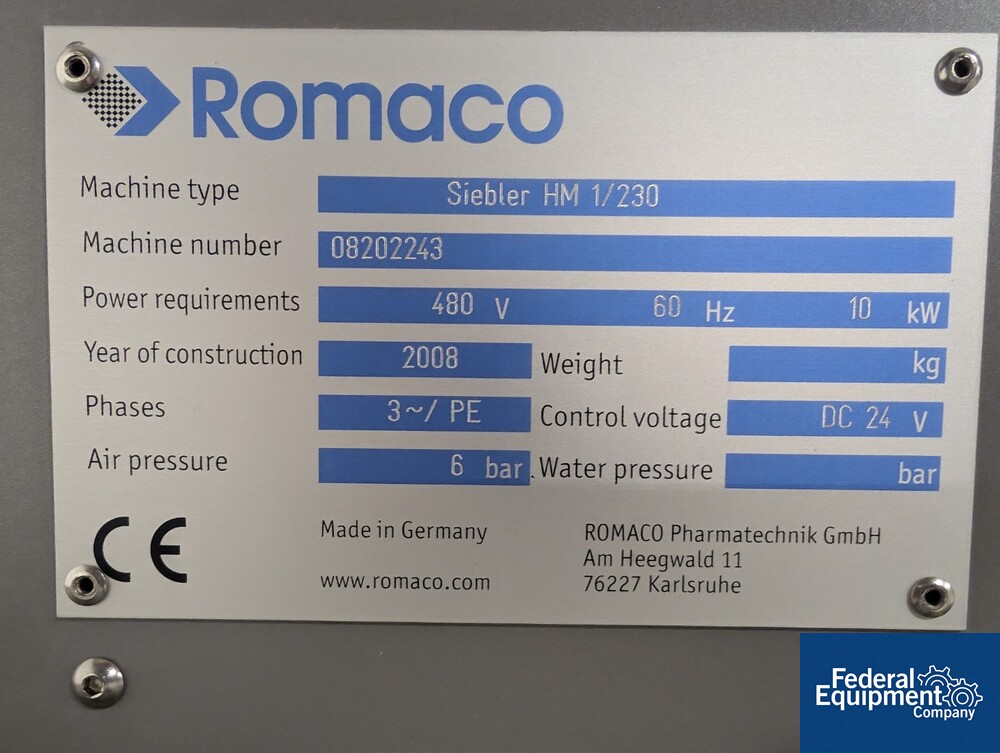 Romaco
Machine type Siebler HM 1/230
Machine number 08202243
Power requirements 480 V 60 Hz 10 kW
Year of construction 2008 Weight kg
Phases 3~/ PE Control voltage DC 24 V
Air pressure 6 bar. Water pressure bar
CE
Made in Germany
www.romaco.com
ROMACO Pharmatechnik GmbH
Am Heegwald 11
76227 Karlsruhe
Federal
Equipment
Company